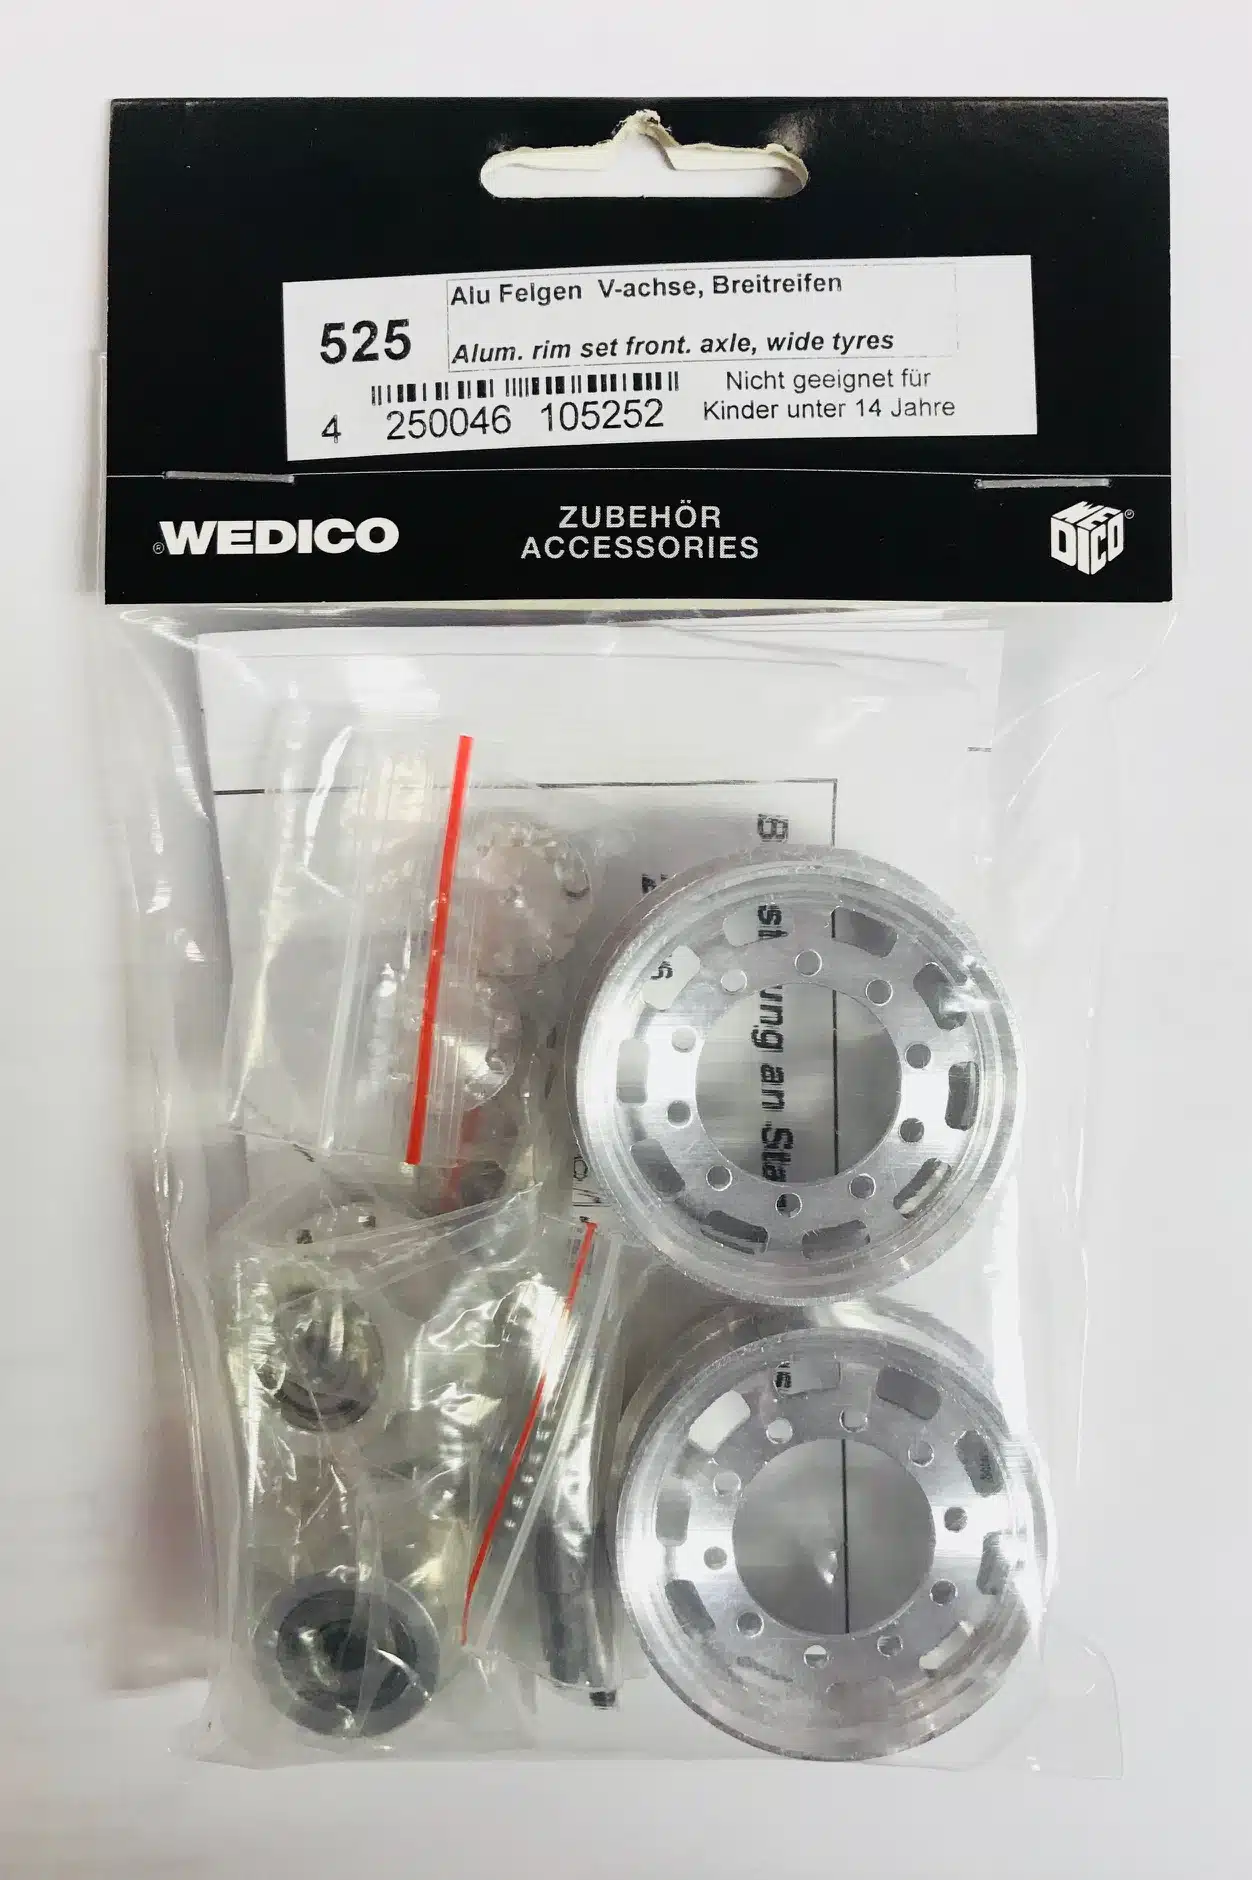 525
Alu Felgen V-achse, Breitreifen
Alum. rim set front. axle, wide tyres
Nicht geeignet für
Kinder unter 14 Jahre
4 250046 105252
®WEDICO
ZUBEHÖR
ACCESSORIES
WEDICO®